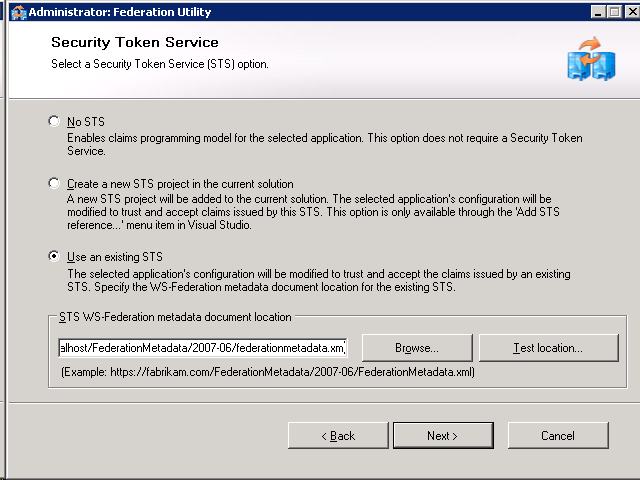 Administrator: Federation Utility
Security Token Service
Select a Security Token Service (STS) option.
No STS
Enables claims programming model for the selected application. This option does not require a Security Token
Service.
Create a new STS project in the current solution
A new STS project will be added to the current solution. The selected application's configuration will be
modified to trust and accept claims issued by this STS. This option is only available through the 'Add STS
reference...' menu item in Visual Studio.
Use an existing STS
The selected application's configuration will be modified to trust and accept the claims issued by an existing
STS. Specify the WS-Federation metadata document location for the existing STS.
STS WS-Federation metadata document location
alhost/FederationMetadata/2007-06/federationmetadata.xm
Browse...
Test location...
(Example: https://fabrikam.com/FederationMetadata/2007-06/FederationMetadata.xml)
< Back
Next >
Cancel